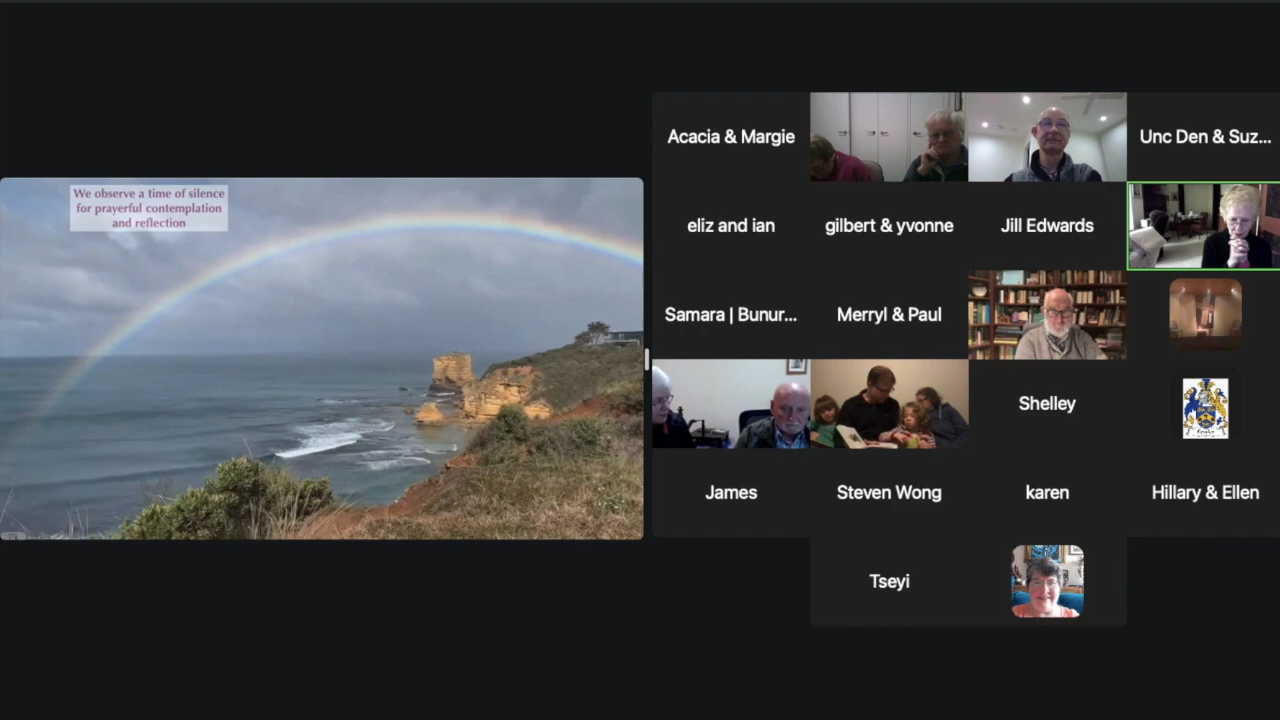 We observe a time of silence
for prayerful contemplation
and reflection
Acacia & Margie
Unc Den & Suz...
eliz and ian
gilbert & yvonne
Jill Edwards
Samara | Bunur...
Merryl & Paul
Shelley
James
Steven Wong
karen
Hillary & Ellen
Tseyi